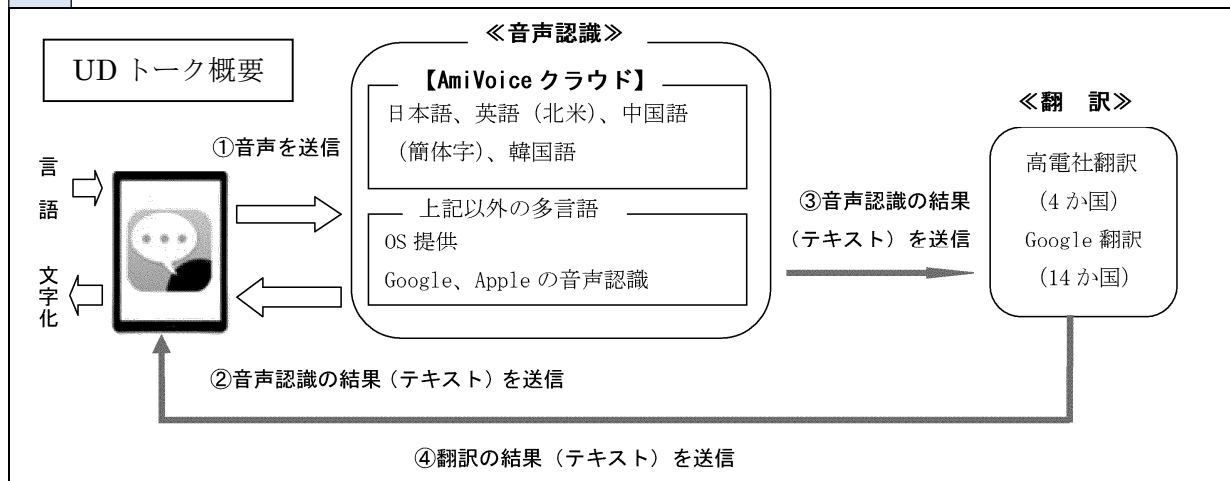 UDトーク概要
≪音声認識≫
【AmiVoice クラウド】
日本語、英語（北米）、中国語
（簡体字）、韓国語
上記以外の多言語
OS 提供
Google、Apple の音声認識
言語
文字化
①音声を送信
②音声認識の結果（テキスト）を送信
③音声認識の結果
（テキスト）を送信
≪翻　訳≫
高電社翻訳
(4 か国)
Google 翻訳
(14 か国)
④翻訳の結果（テキスト）を送信